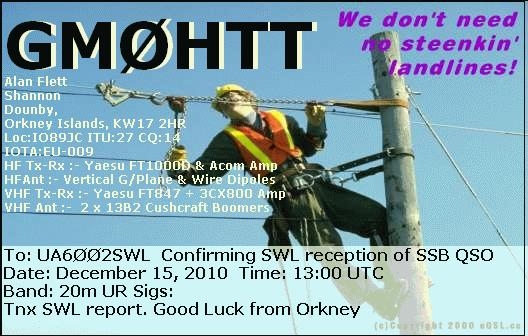 GMØHTT
We don't need
no steenkin'
landlines!
Alan Flett
Shannon
Dounby,
Orkney Islands, KW17 2HR
Loc:IO89JC ITU:27 CQ:14
IOTA:EU-009
HF Tx-Rx :- Yaesu FT1000D & Acom Amp
HFAnt :- Vertical G/Plane & Wire Dipoles
VHF Tx-Rx :- Yaesu FT847 + 3CX800 Amp
VHF Ant :- 2 x 13B2 Cushcraft Boomers
To: UA6ØØ2SWL Confirming SWL reception of SSB QSO
Date: December 15, 2010 Time: 13:00 UTC
Band: 20m UR Sigs:
Tnx SWL report. Good Luck from Orkney
(c)Copyright 2000 eQSL.cc